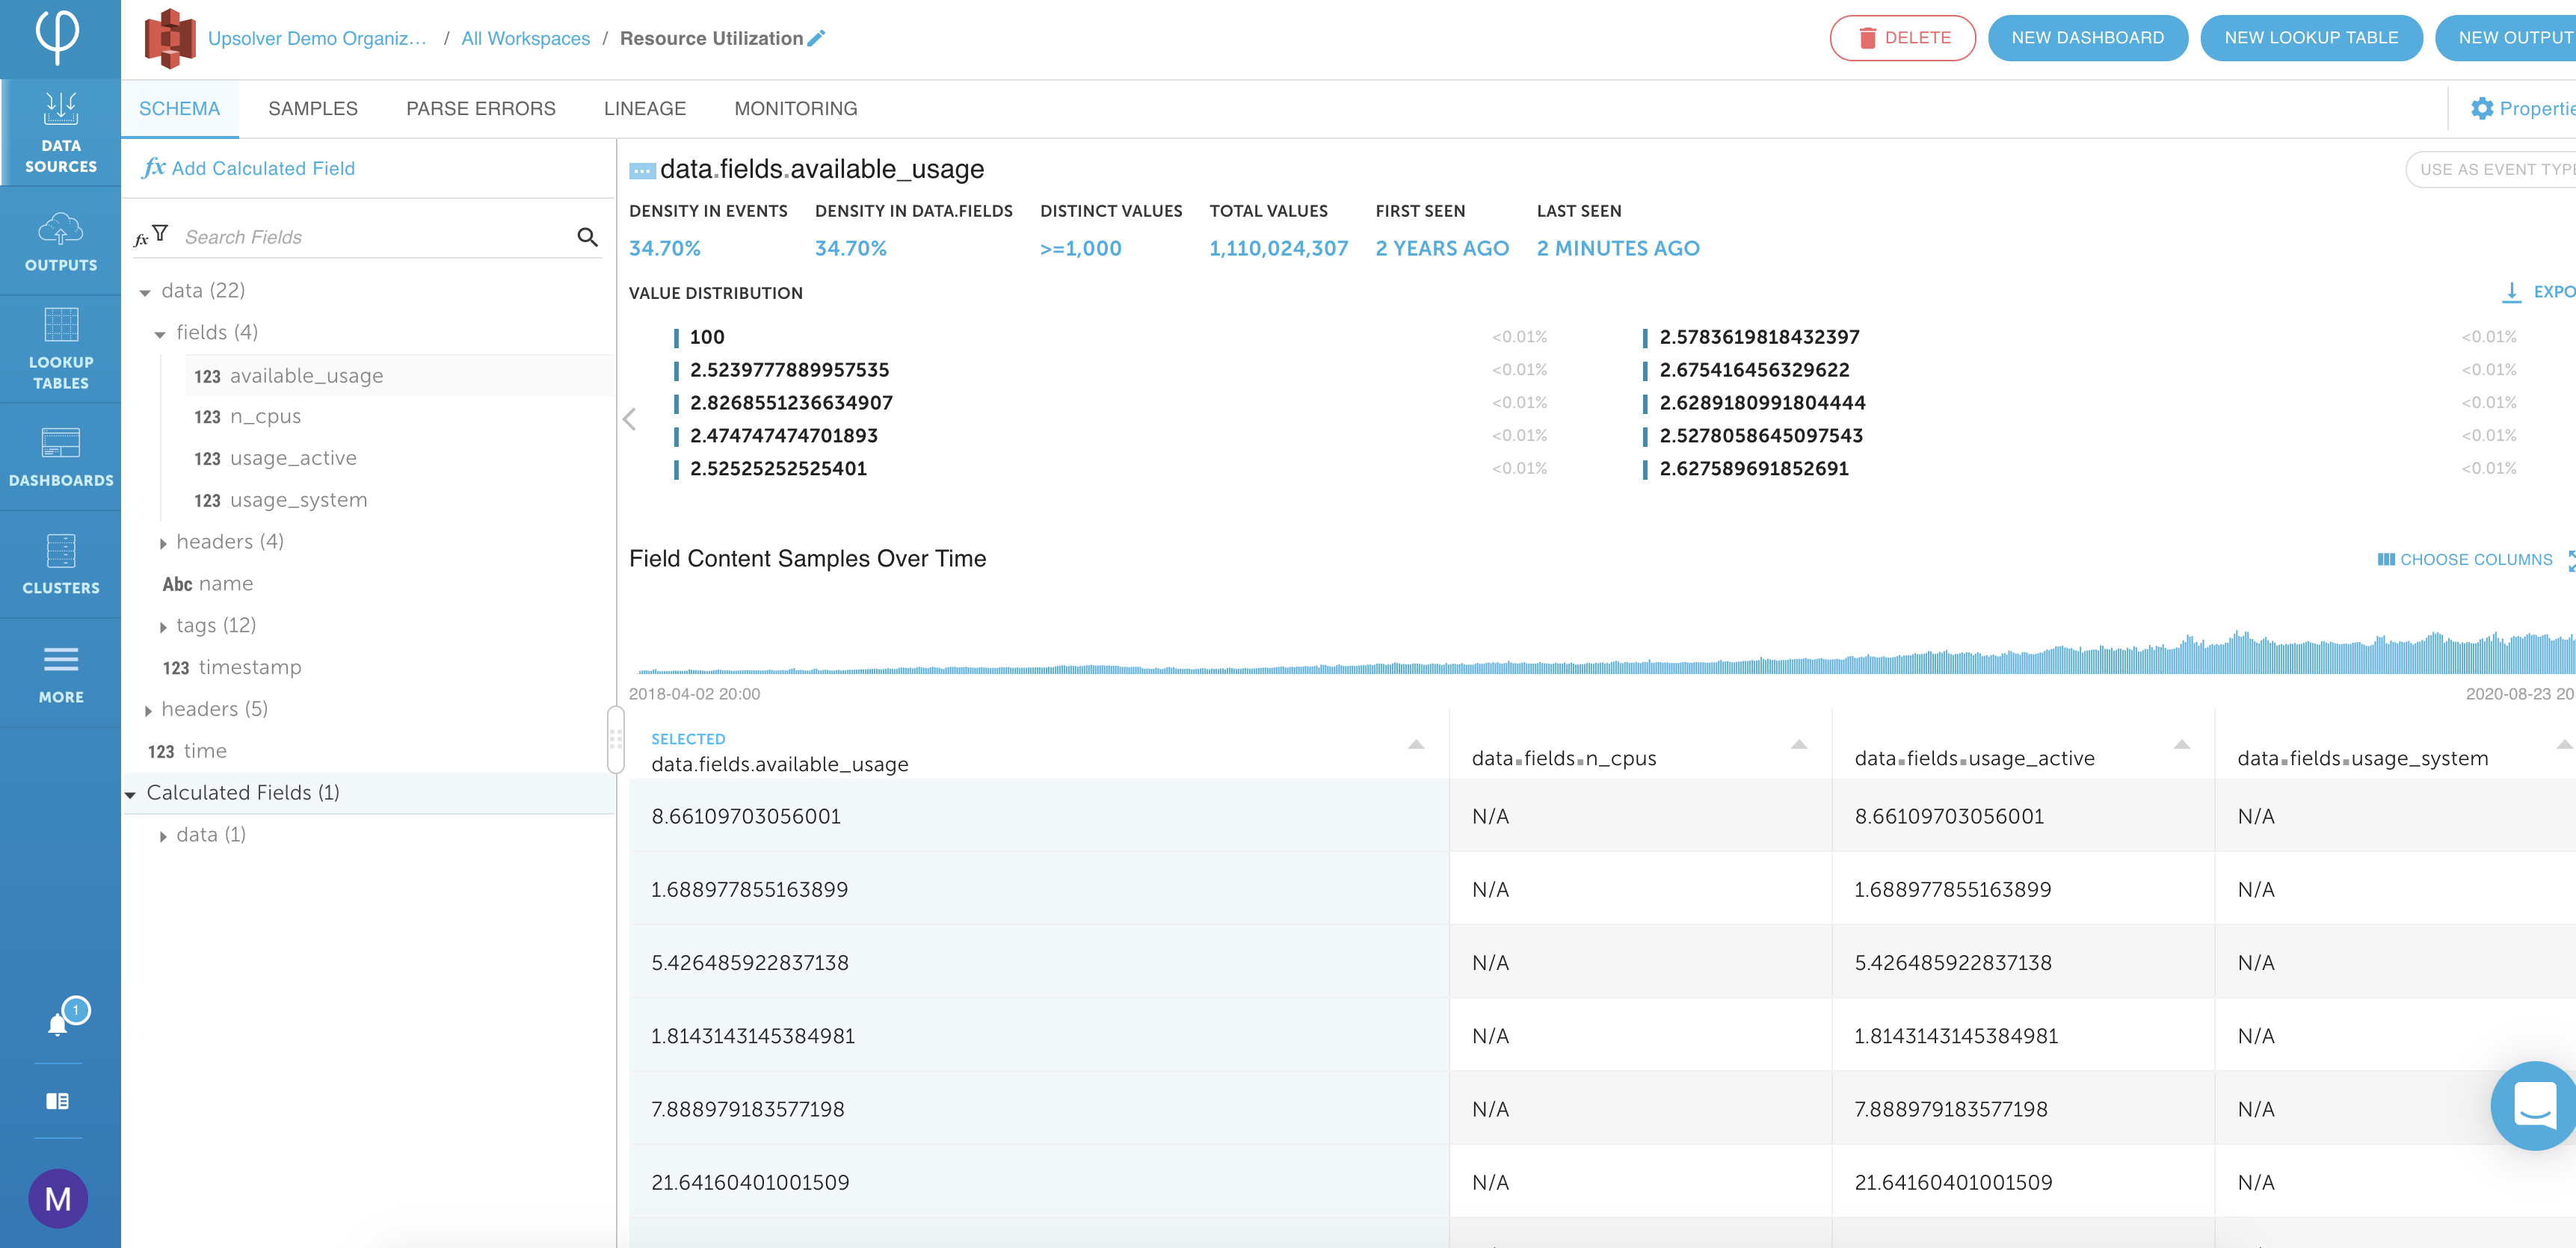 Upsolver Demo Organiz... / All Workspaces / Resource Utilization
DELETE
NEW DASHBOARD
NEW LOOKUP TABLE
NEW OUTPUT
DATA
SOURCES
OUTPUTS
LOOKUP
TABLES
DASHBOARDS
CLUSTERS
MORE
1
M
SCHEMA SAMPLES PARSE ERRORS LINEAGE MONITORING
Propertie
fx Add Calculated Field
fx Search Fields
data (22)
fields (4)
123 available_usage
123 n_cpus
123 usage_active
123 usage_system
headers (4)
Abc name
tags (12)
123 timestamp
headers (5)
123 time
Calculated Fields (1)
data (1)
data.fields.available_usage
USE AS EVENT TYPE
DENSITY IN EVENTS DENSITY IN DATA.FIELDS DISTINCT VALUES TOTAL VALUES FIRST SEEN LAST SEEN
34.70% 34.70% >=1,000 1,110,024,307 2 YEARS AGO 2 MINUTES AGO
VALUE DISTRIBUTION
EXPO
100 <0.01% 2.5783619818432397 <0.01%
2.5239777889957535 <0.01% 2.675416456329622 <0.01%
2.8268551236634907 <0.01% 2.6289180991804444 <0.01%
2.474747474701893 <0.01% 2.5278058645097543 <0.01%
2.52525252525401 <0.01% 2.627589691852691 <0.01%
Field Content Samples Over Time
CHOOSE COLUMNS
2018-04-02 20:00 2020-08-23 20
SELECTED
data.fields.available_usage data.fields.n_cpus data.fields.usage_active data.fields.usage_system
8.66109703056001 N/A 8.66109703056001 N/A
1.688977855163899 N/A 1.688977855163899 N/A
5.426485922837138 N/A 5.426485922837138 N/A
1.8143143145384981 N/A 1.8143143145384981 N/A
7.888979183577198 N/A 7.888979183577198 N/A
21.64160401001509 N/A 21.64160401001509 N/A